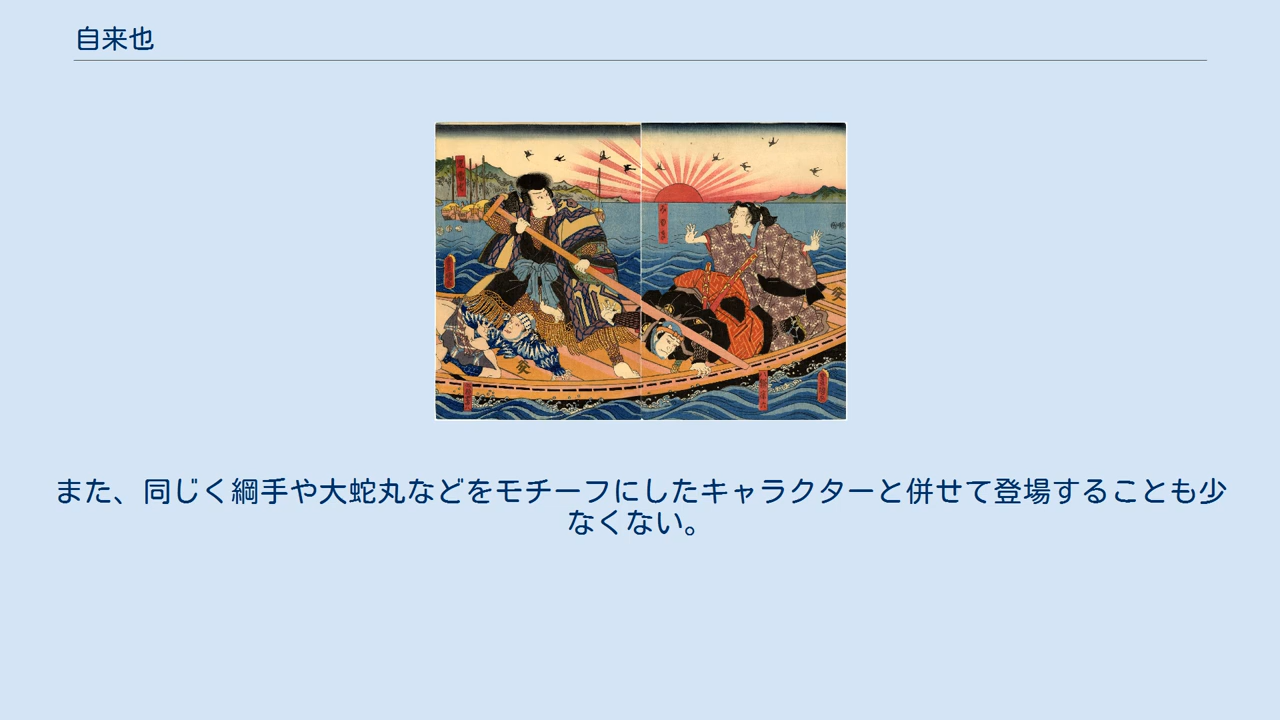 自来也
また、同じく綱手や大蛇丸などをモチーフにしたキャラクターと併せて登場することも少
なくない。